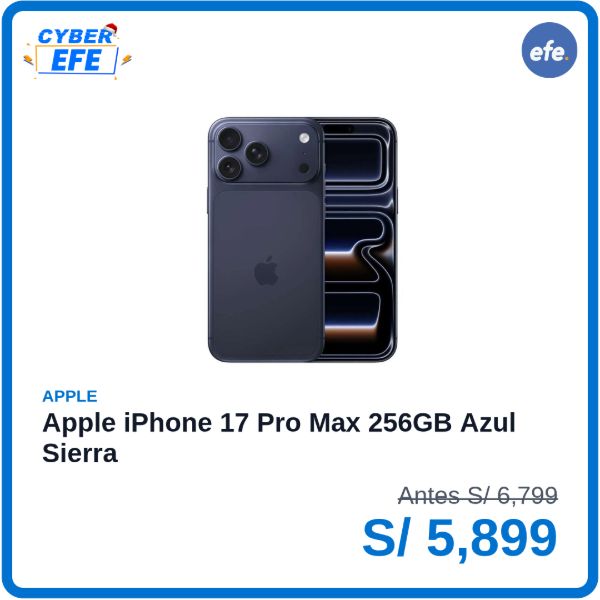 CYBER
EFE
efe.
APPLE
Apple iPhone 17 Pro Max 256GB Azul
Sierra
Antes S/ 6,799
S/ 5,899